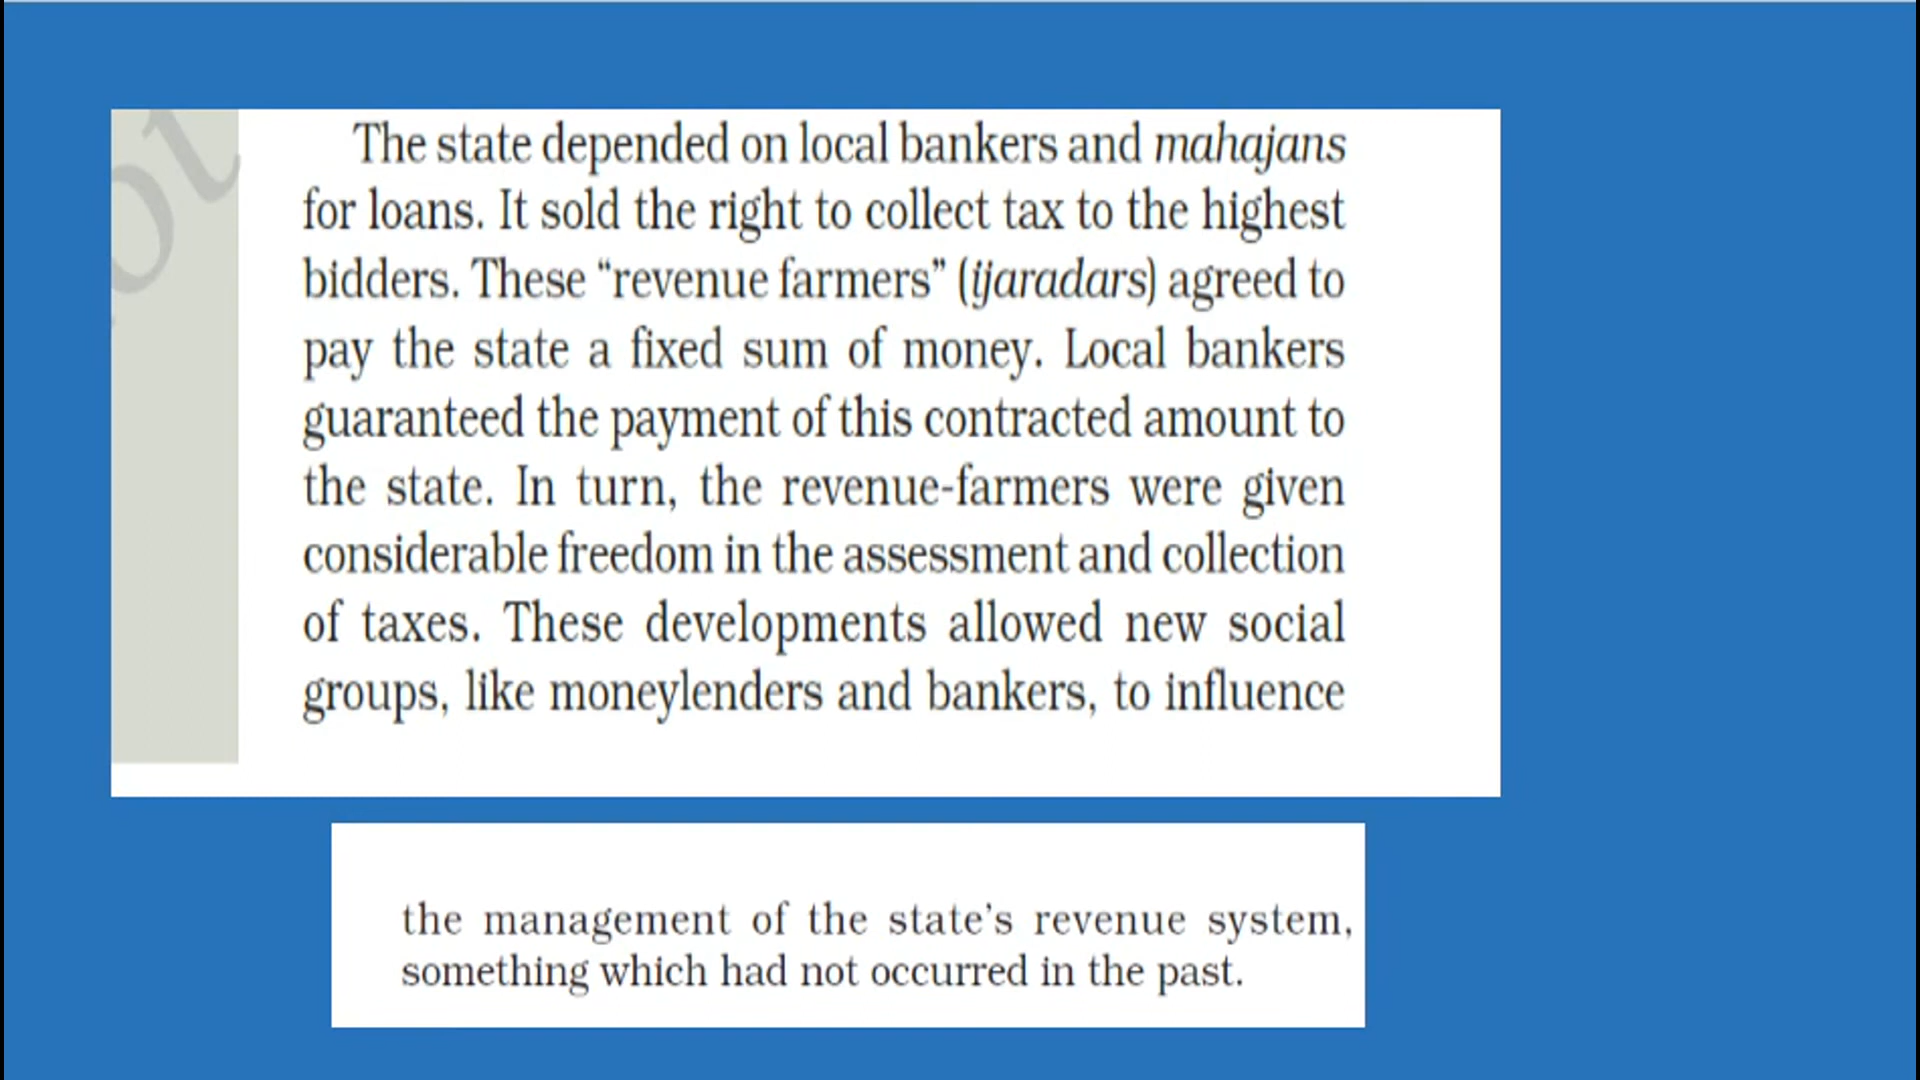 The state depended on local bankers and mahajans
for loans. It sold the right to collect tax to the highest
bidders. These “revenue farmers” (ijaradars) agreed to
pay the state a fixed sum of money. Local bankers
guaranteed the payment of this contracted amount to
the state. In turn, the revenue-farmers were given
considerable freedom in the assessment and collection
of taxes. These developments allowed new social
groups, like moneylenders and bankers, to influence
the management of the state’s revenue system,
something which had not occurred in the past.